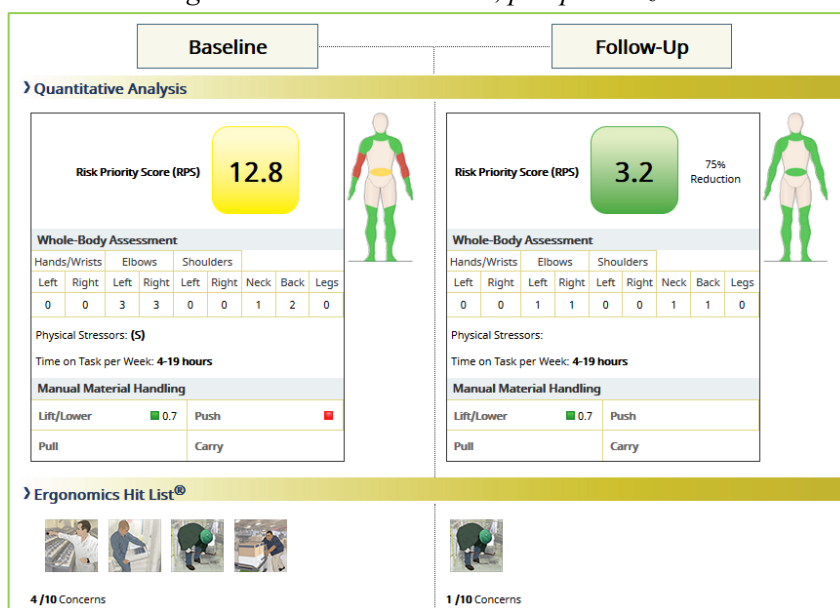 Baseline
Follow-Up
Quantitative Analysis
Risk Priority Score (RPS)
12.8
Whole-Body Assessment
Hands/Wrists Elbows Shoulders
Left Right Left Right Left Right Neck Back Legs
0 0 3 3 0 0 1 2 0
Physical Stressors: (S)
Time on Task per Week: 4-19 hours
Manual Material Handling
Lift/Lower 0.7 Push
Pull Carry
Risk Priority Score (RPS)
3.2
75%
Reduction
Whole-Body Assessment
Hands/Wrists Elbows Shoulders
Left Right Left Right Left Right Neck Back Legs
0 0 1 1 0 0 1 1 0
Physical Stressors:
Time on Task per Week: 4-19 hours
Manual Material Handling
Lift/Lower 0.7 Push
Pull Carry
Ergonomics Hit List®
4 /10 Concerns
1 /10 Concerns